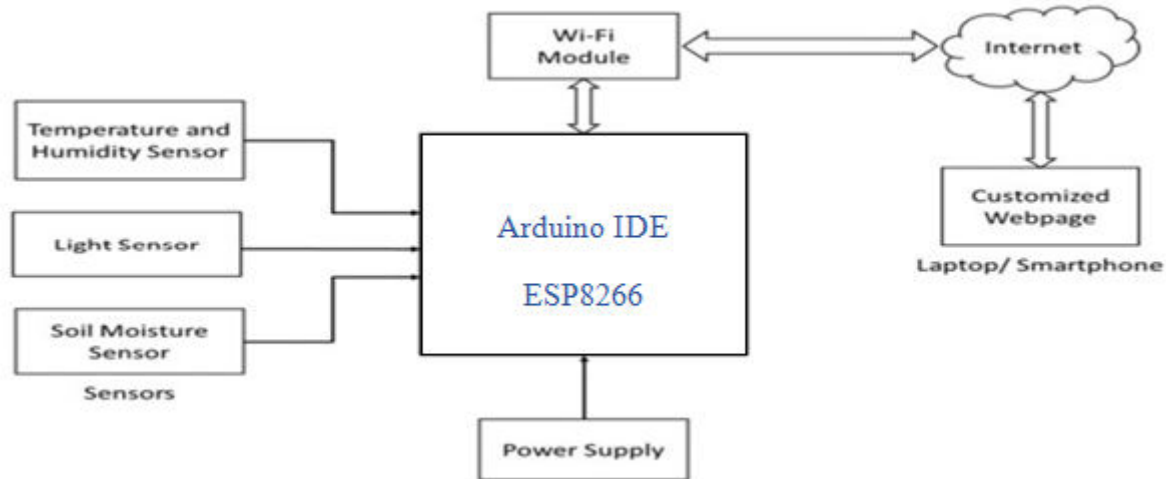 Wi-Fi
Module
Internet
Temperature and
Humidity Sensor
Light Sensor
Soil Moisture
Sensor
Sensors
Arduino IDE
ESP8266
Customized
Webpage
Laptop/ Smartphone
Power Supply